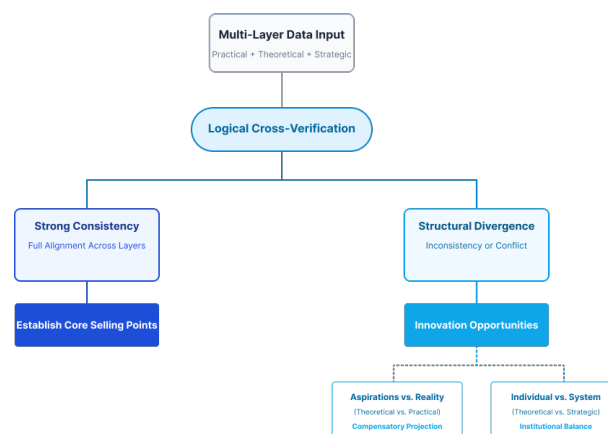 Multi-Layer Data Input
Practical + Theoretical + Strategic
Logical Cross-Verification
Strong Consistency
Full Alignment Across Layers
Structural Divergence
Inconsistency or Conflict
Establish Core Selling Points
Innovation Opportunities
Aspirations vs. Reality
(Theoretical vs. Practical)
Compensatory Projection
Individual vs. System
(Theoretical vs. Strategic)
Institutional Balance